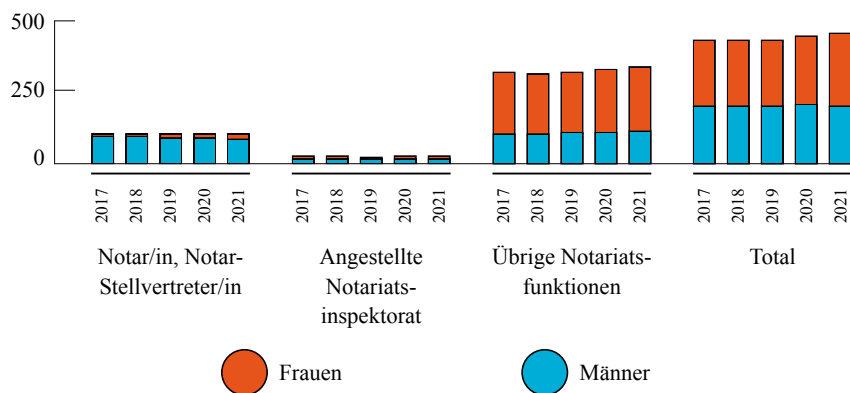 500
250
0
2017 2018 2019 2020 2021
2017 2018 2019 2020 2021
2017 2018 2019 2020 2021
2017 2018 2019 2020 2021
Notar/in, Notar-
Stellvertreter/in
Angestellte
Notariats-
inspektorat
Übrige Notariats-
funktionen
Total
Frauen
Männer